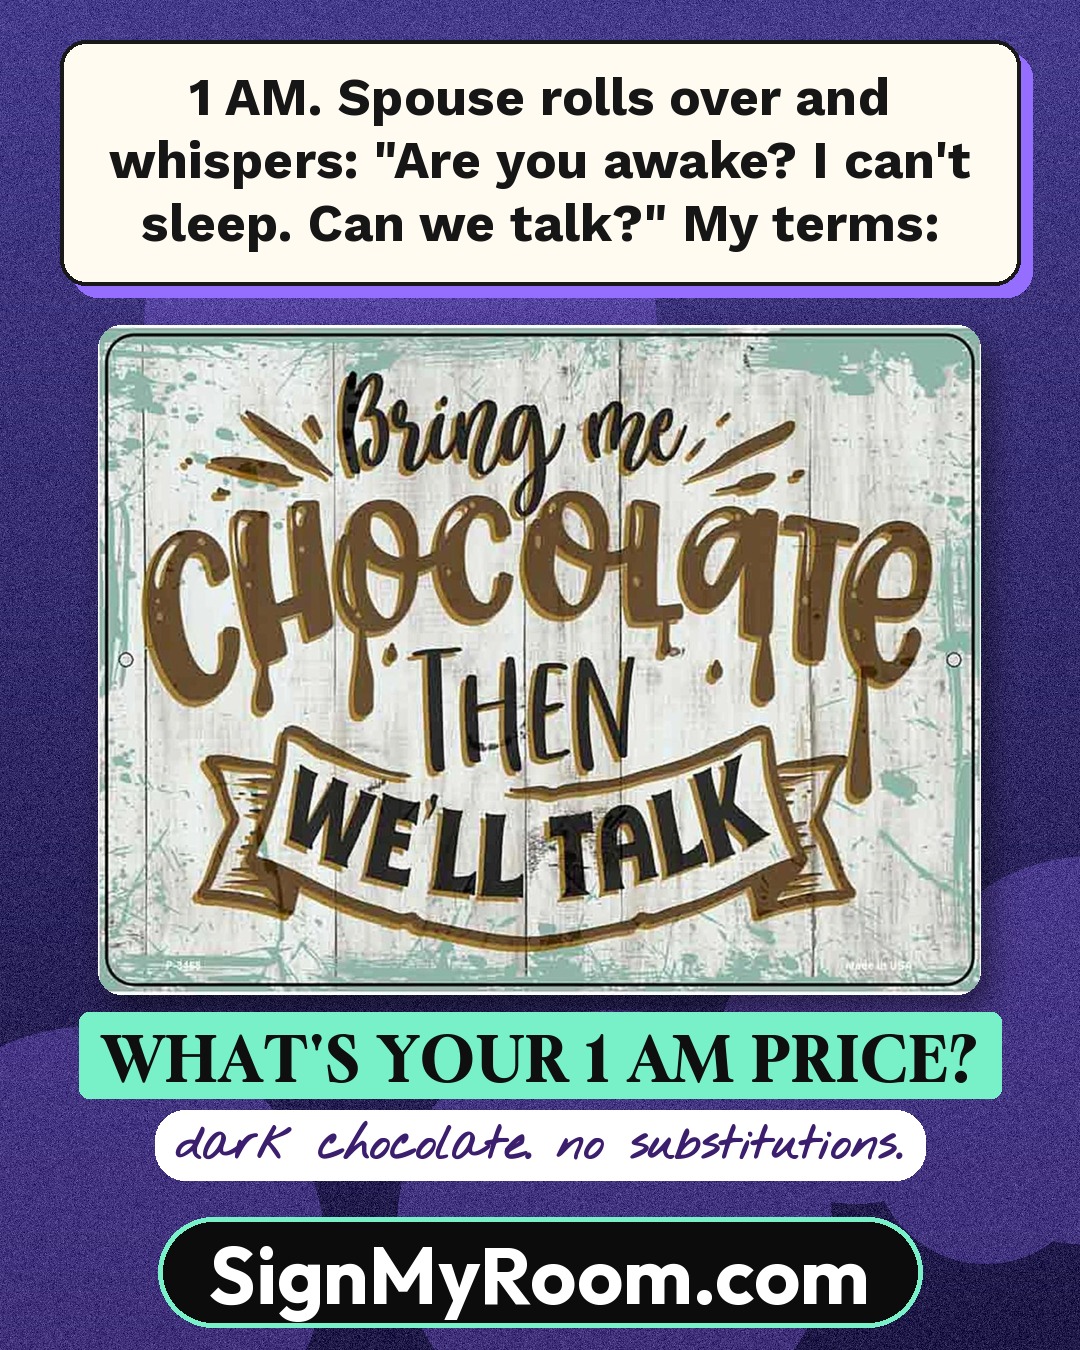 1 AM. Spouse rolls over and
whispers: "Are you awake? I can't
sleep. Can we talk?" My terms:
Bring me
CHOCOLaTe
THEN
WE'LL TALK
Made in USA
WHAT'S YOUR 1 AM PRICE?
dark chocolate. no substitutions.
SignMyRoom.com